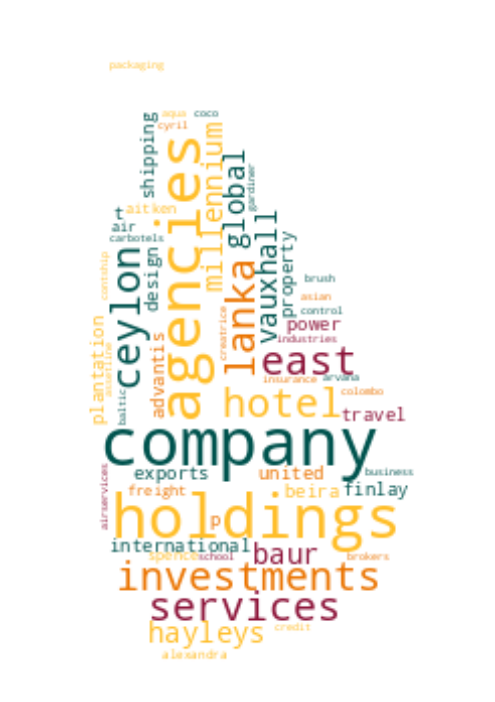 packaging
aqua
coco
cyril
shipping
agencies
millennium
global
gardiner
t
aitken
air
carbotels
ceylon
design
vauxhall
property
contship
assetline
plantation
baltic
advantis
creatrice
lanka
brush
asian
control
power
industries
east
insurance
arvana
colombo
hotel
travel
company
airservices
exports
united
business
freight
beira
finlay
holdings
p
international
spence
school
baur
brokers
investments
services
hayleys
credit
alexandra